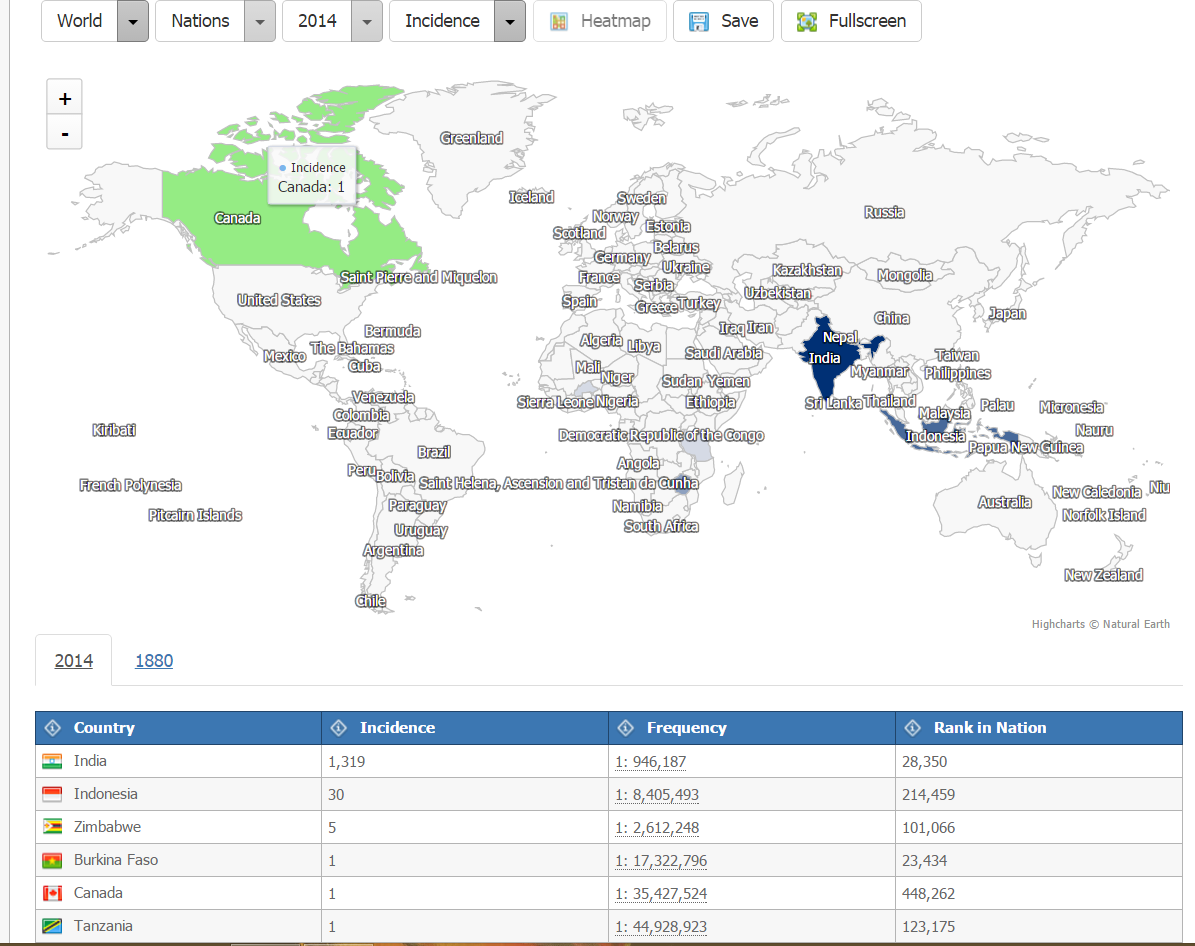 World Nations 2014 Incidence Heatmap Save Fullscreen
+
-
Greenland
Incidence
Canada: 1
Iceland
Sweden
Canada
Norway
Russia
Scotland
Estonia
Belarus
Germany
Ukraine
Saint Pierre and Miquelon
France
Kazakhstan
Mongolia
Serbia
Uzbekistan
United States
Spain
Greece
Turkey
Japan
China
Bermuda
Iraq
Iran
Nepal
Algeria
Libya
The Bahamas
Saudi Arabia
India
Mexico
Taiwan
Cuba
Mali
Myanmar
Philippines
Niger
Sudan
Yemen
Venezuela
Sierra Leone
Nigeria
Ethiopia
Sri Lanka
Thailand
Palau
Micronesia
Colombia
Malaysia
Kiribati
Ecuador
Democratic Republic of the Congo
Indonesia
Nauru
Papua New Guinea
Brazil
Angola
Peru
Bolivia
French Polynesia
Saint Helena, Ascension and Tristan da Cunha
New Caledonia
Niu
Paraguay
Namibia
Australia
Pitcairn Islands
Norfolk Island
Uruguay
South Africa
Argentina
New Zealand
Chile
Highcharts © Natural Earth
2014 1880
Country Incidence Frequency Rank in Nation
India 1,319 1: 946,187 28,350
Indonesia 30 1: 8,405,493 214,459
Zimbabwe 5 1: 2,612,248 101,066
Burkina Faso 1 1: 17,322,796 23,434
Canada 1 1: 35,427,524 448,262
Tanzania 1 1: 44,928,923 123,175